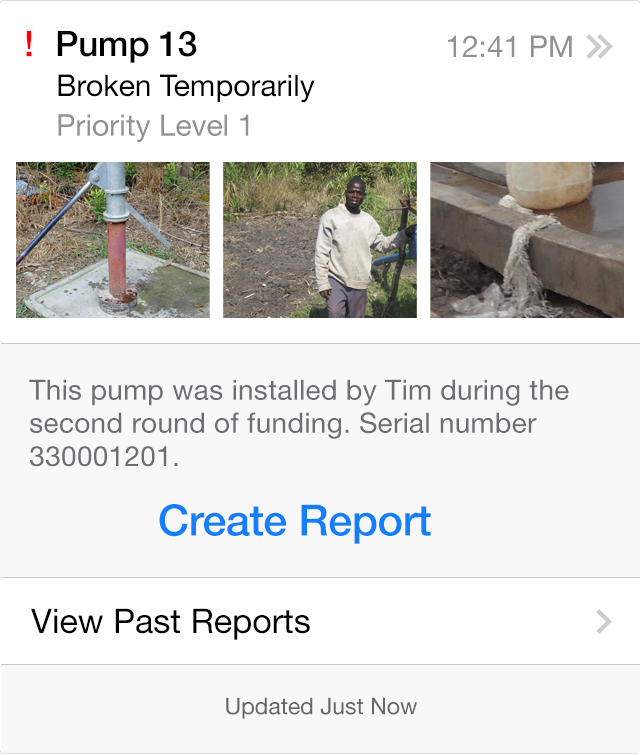 ! Pump 13 12:41 PM
Broken Temporarily
Priority Level 1
This pump was installed by Tim during the
second round of funding. Serial number
330001201.
Create Report
View Past Reports
Updated Just Now